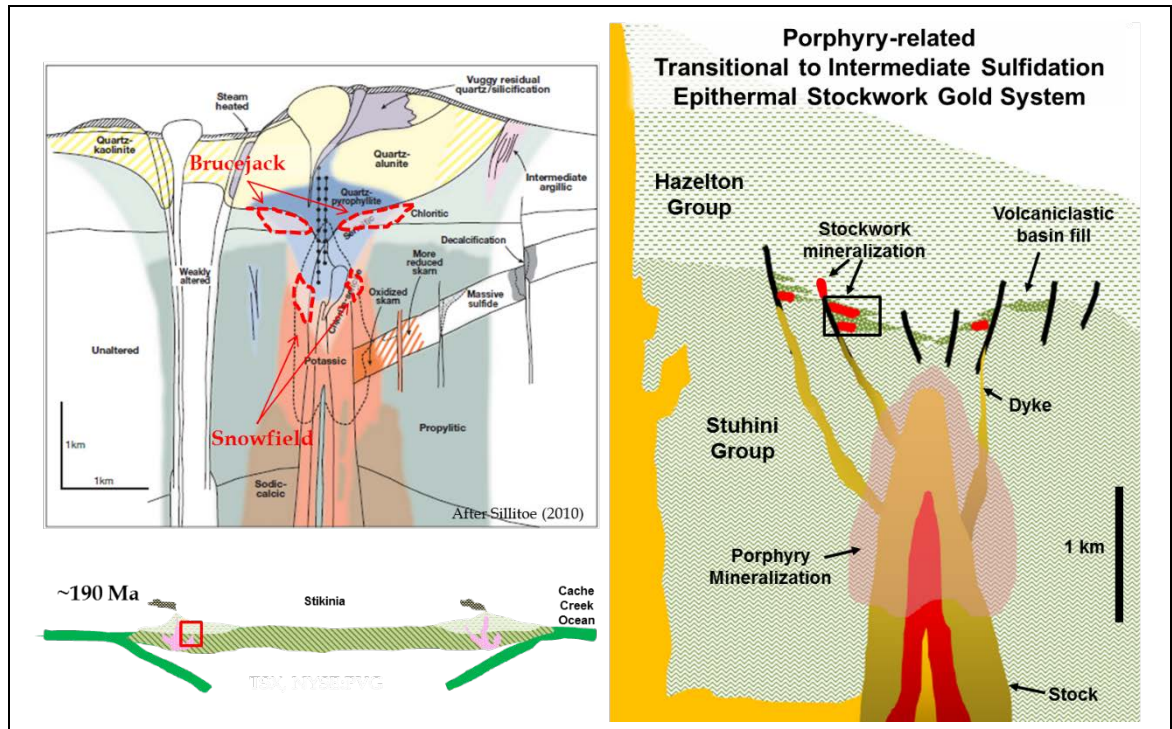 Vuggy residual
quartz/silicification
Steam
heated
Quartz-
kaolinite
Quartz-
alunite
Brucejack
Intermediate
argillic
Quartz-
pyrophyllite
Chloritic
Decalcification
More
reduced
skarn
Weakly
altered
Oxidized
skarn
Massive
sulfide
Unaltered
Potassic
Snowfield
Propylitic
1km
1km
Sodic-
calcic
After Sillitoe (2010)
~190 Ma
Stikinia
Cache
Creek
Ocean
TSX, NYSE:PVG
Porphyry-related
Transitional to Intermediate Sulfidation
Epithermal Stockwork Gold System
Hazelton
Group
Stockwork
mineralization
Volcaniclastic
basin fill
Dyke
Stuhini
Group
Porphyry
Mineralization
1 km
Stock